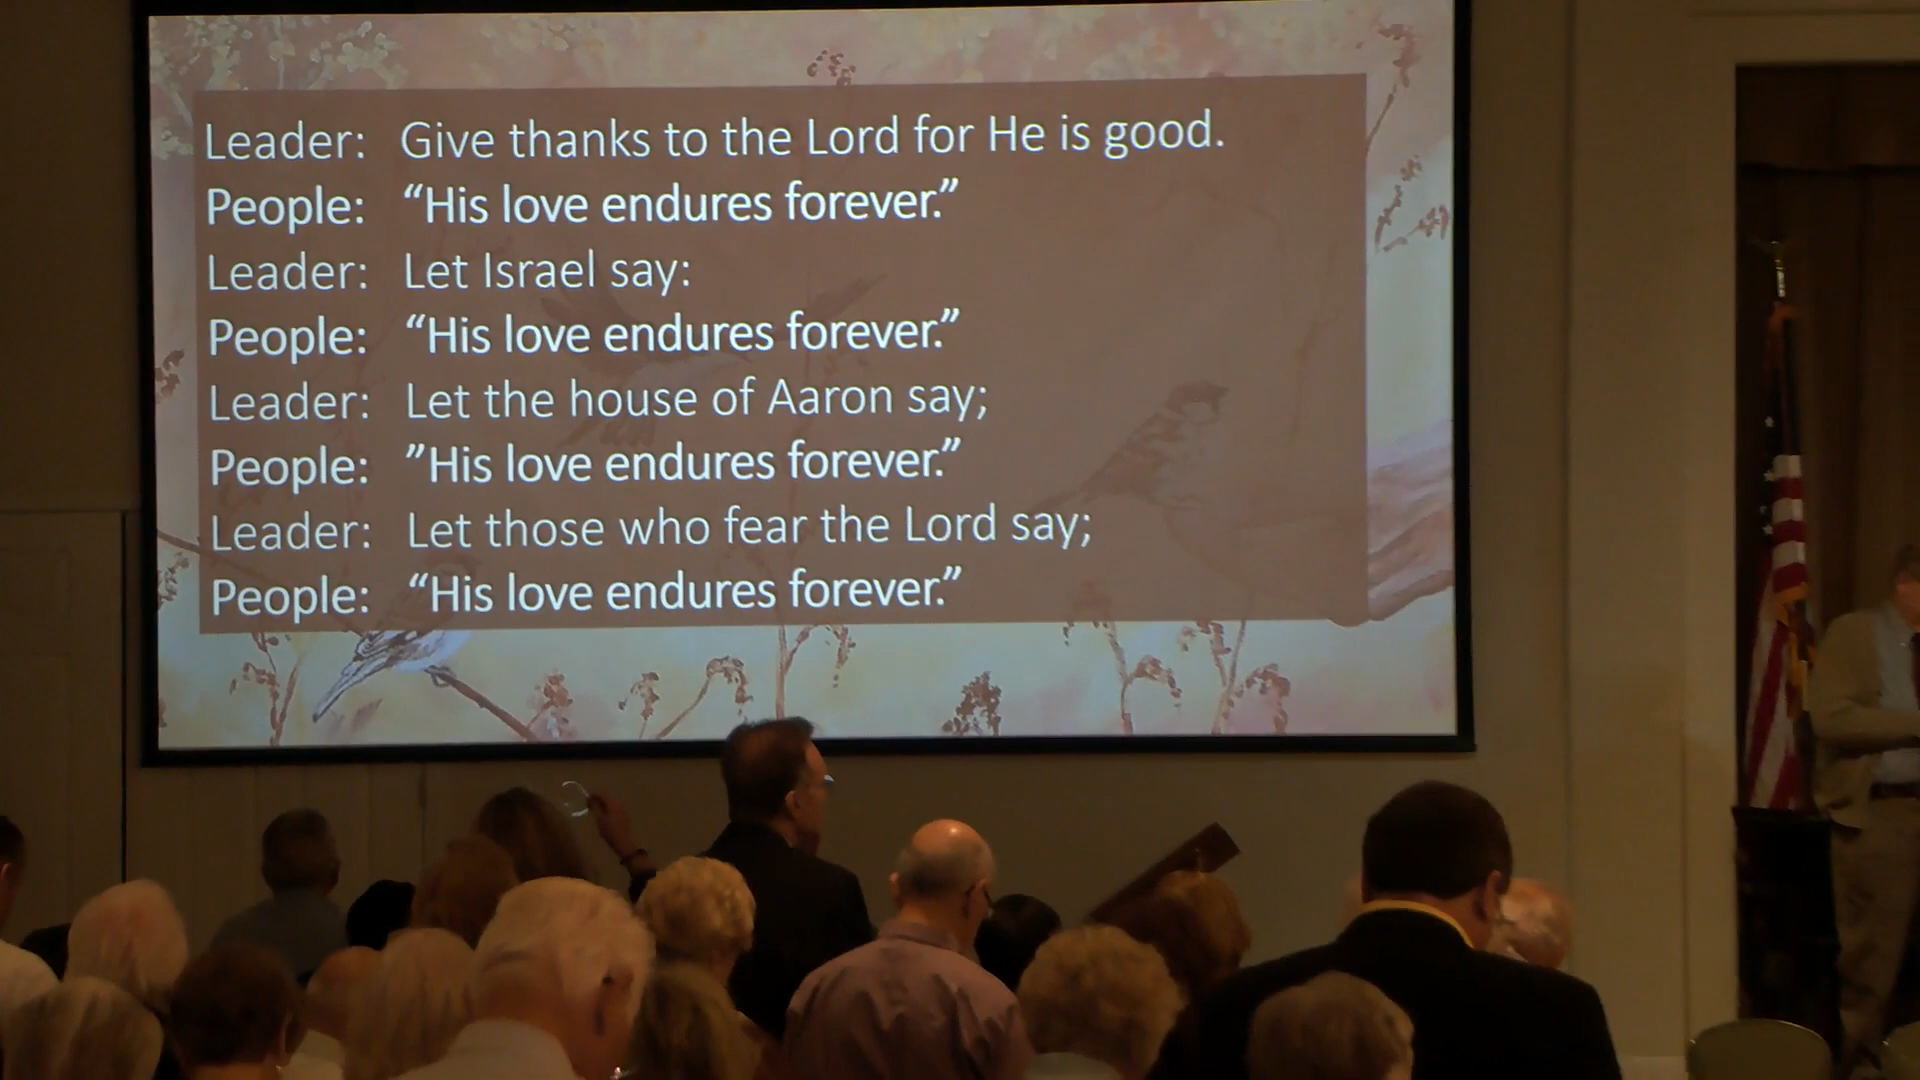 Leader: Give thanks to the Lord for He is good.
People: “His love endures forever.”
Leader: Let Israel say:
People: “His love endures forever.”
Leader: Let the house of Aaron say;
People: ”His love endures forever.”
Leader: Let those who fear the Lord say;
People: “His love endures forever.”